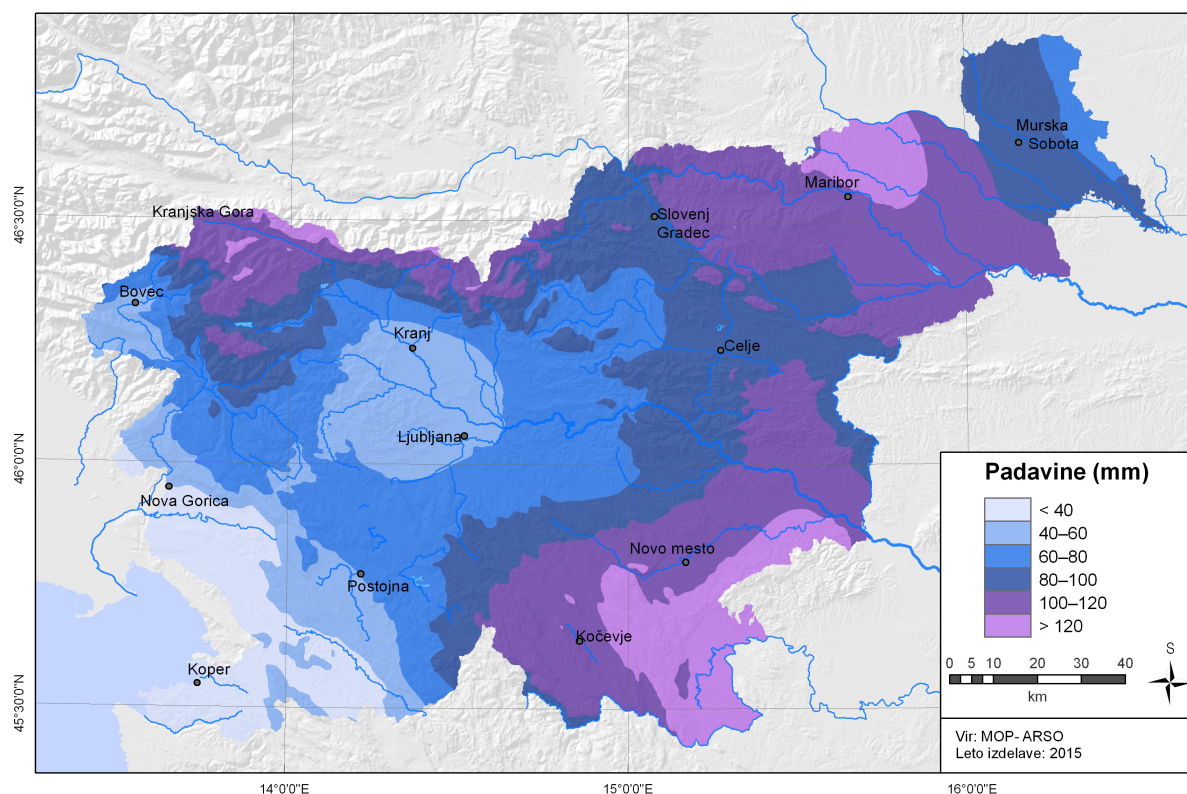 Murska
Sobota
Maribor
Kranjska Gora
Slovenj
Gradec
46°30'0"N
Bovec
Kranj
Celje
Ljubljana
46°0'0"N
Nova Gorica
Novo mesto
Postojna
Kočevje
Koper
45°30'0"N
Padavine (mm)
< 40
40–60
60–80
80–100
100–120
> 120
S
0 5 10 20 30 40
km
Vir: MOP- ARSO
Leto izdelave: 2015
14°0'0"E
15°0'0"E
16°0'0"E